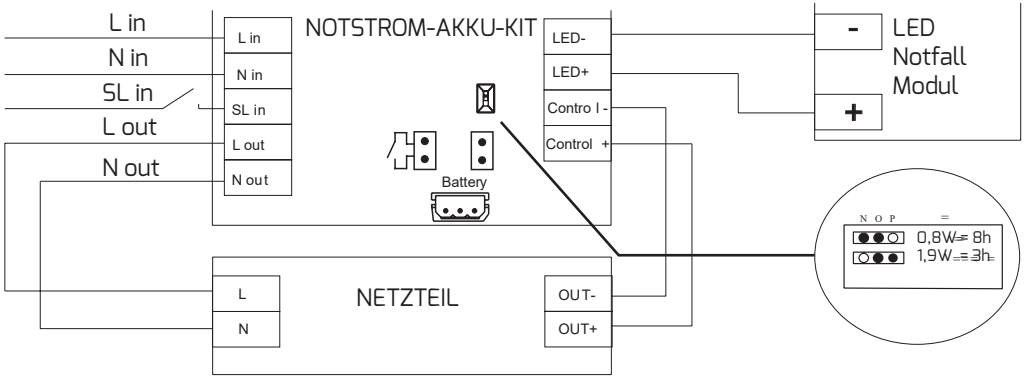 L in
N in
SL in
L out
N out
NOTSTROM-AKKU-KIT
L in
N in
SL in
L out
N out
LED-
LED+
Contro l -
Control +
Battery
LED
Notfall
Modul
-
+
N O P =
0,8W= 8h
1,9W = 3h
NETZTEIL
L
N
OUT-
OUT+